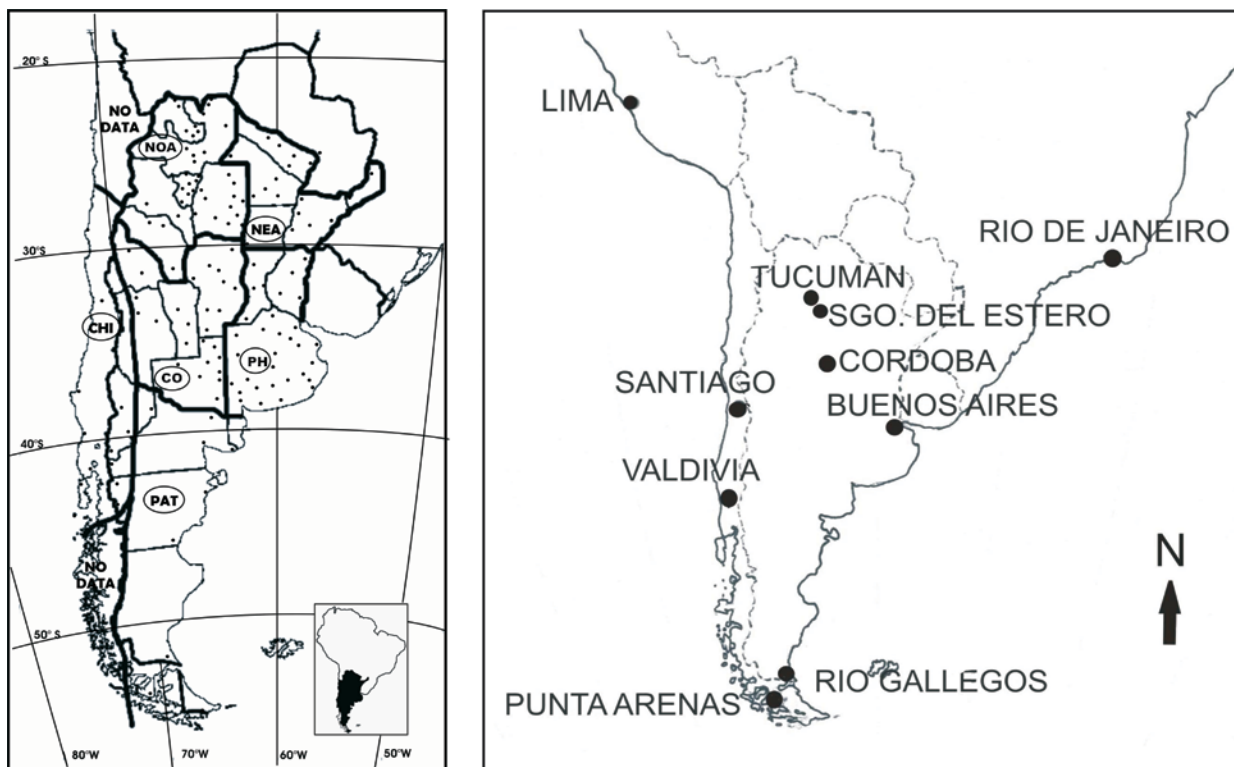 20° S
NO
DATA
NOA
NEA
30°S
CHI
CO
PH
40°S
PAT
NO
DATA
50° S
80°W
70°W
60°W
50°W
LIMA
RIO DE JANEIRO
TUCUMAN
SGO. DEL ESTERO
CORDOBA
SANTIAGO
BUENOS AIRES
VALDIVIA
N
RIO GALLEGOS
PUNTA ARENAS